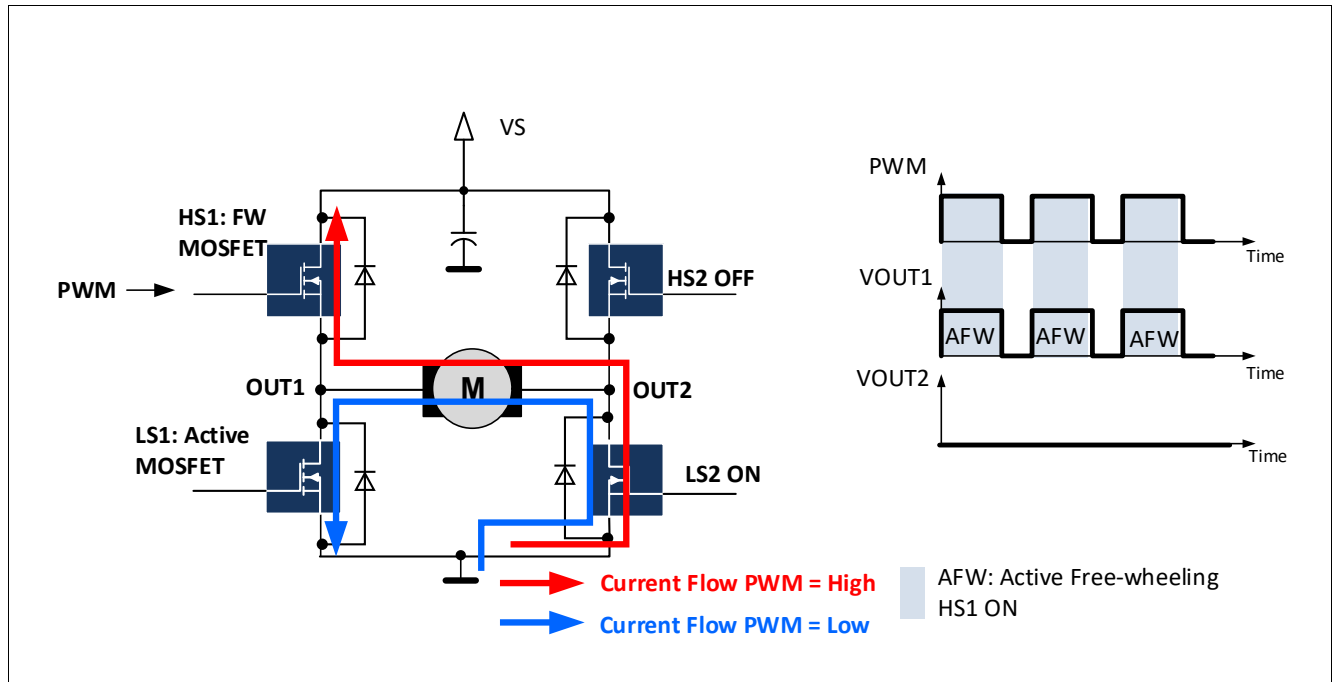 VS
HS1: FW
MOSFET
HS2 OFF
PWM
OUT1
M
OUT2
LS1: Active
MOSFET
LS2 ON
Current Flow PWM = High
Current Flow PWM = Low
PWM
Time
VOUT1
AFW
AFW
AFW
Time
VOUT2
Time
AFW: Active Free-wheeling
HS1 ON